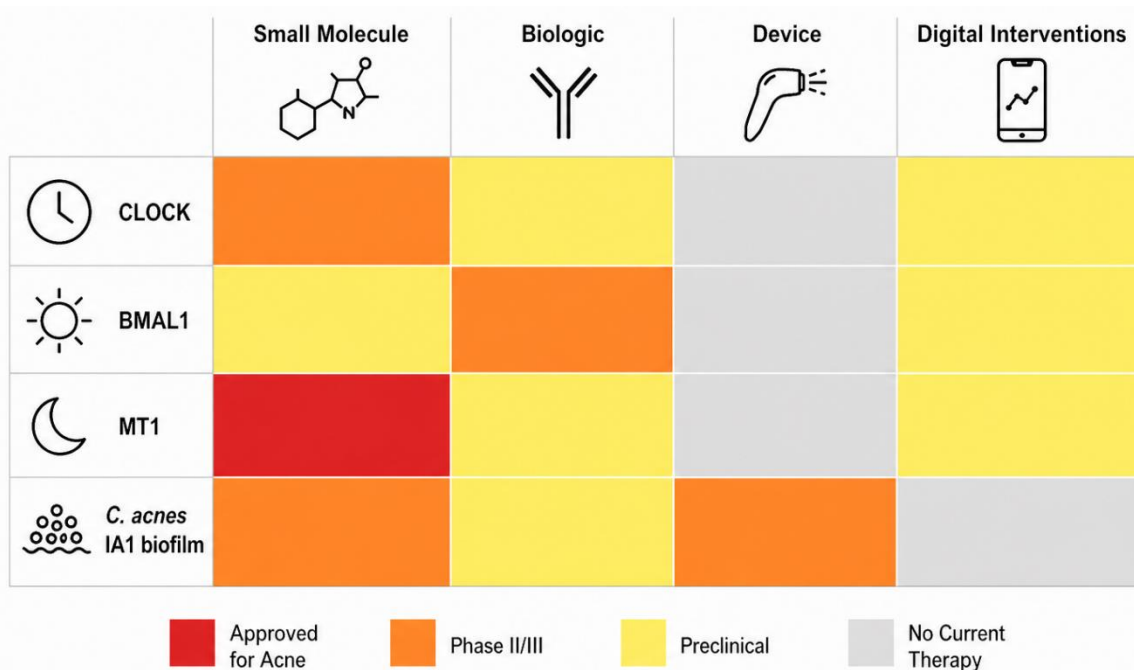 Small Molecule
Biologic
Device
Digital Interventions
N
CLOCK
BMAL1
MT1
C. acnes
IA1 biofilm
Approved
for Acne
Phase II/III
Preclinical
No Current
Therapy